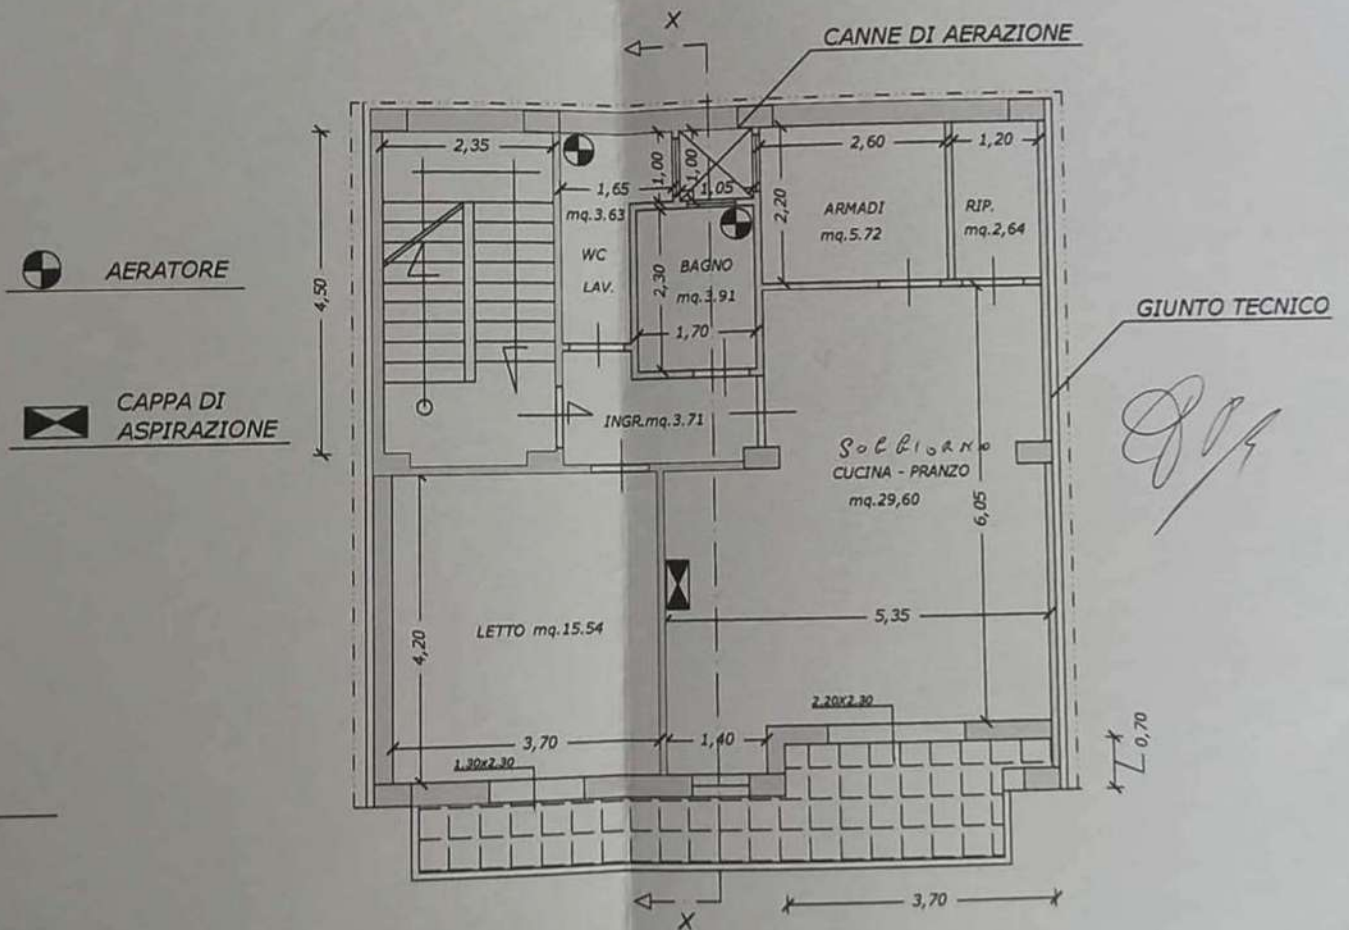 X
CANNE DI AERAZIONE
2,35
1,65
1,00
1,00
1,05
2,60
1,20
mq.3.63
WC
LAV.
2,20
ARMADI
mq.5.72
RIP.
mq.2,64
AERATORE
4,50
2,30
BAGNO
mq.3.91
1,70
GIUNTO TECNICO
CAPPA DI
ASPIRAZIONE
INGR.mq.3.71
SOGGIORNO
CUCINA - PRANZO
mq.29,60
6,05
LETTO mq.15.54
4,20
5,35
2.20X2.30
3,70
1,40
1.30x2.30
0,70
3,70
X